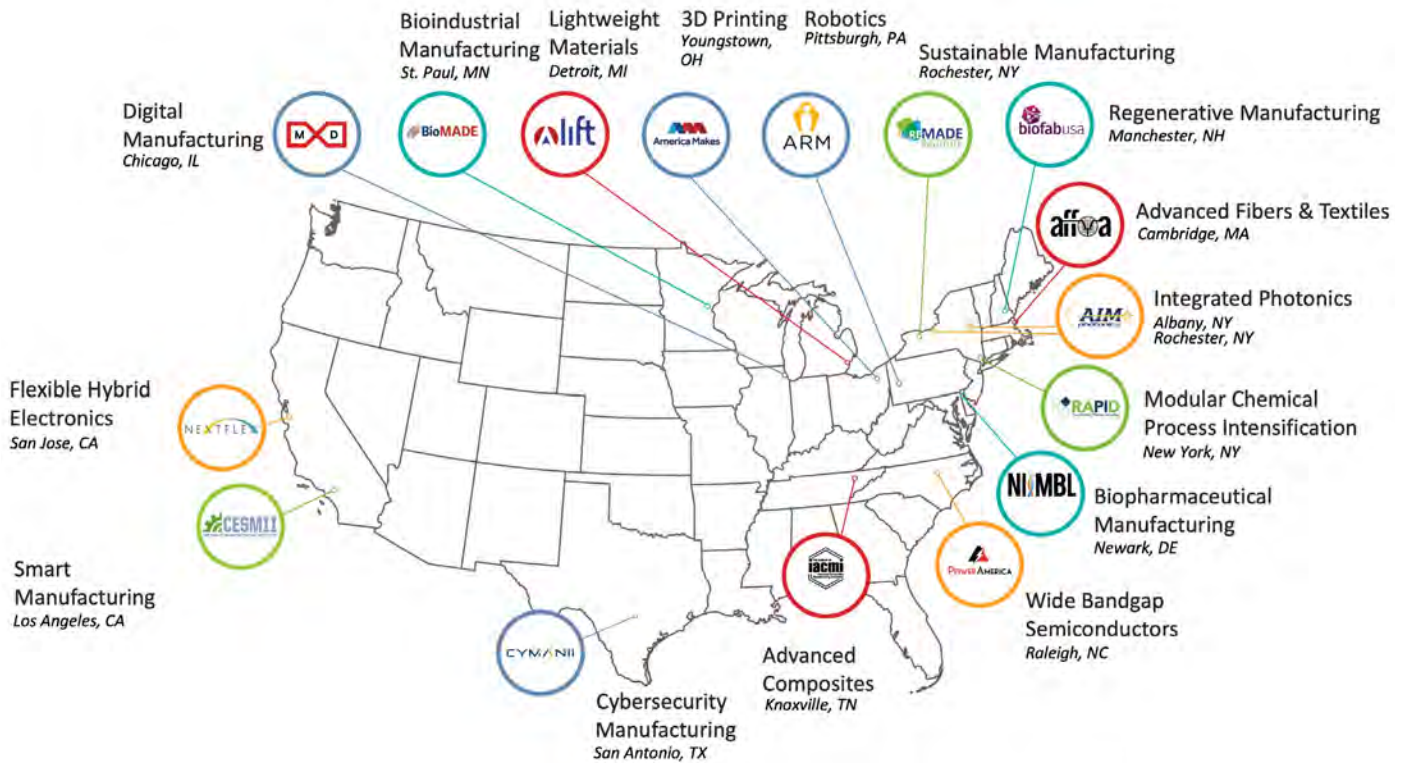 Bioindustrial
Manufacturing
St. Paul, MN
Lightweight
Materials
Detroit, MI
3D Printing
Youngstown,
OH
Robotics
Pittsburgh, PA
Sustainable Manufacturing
Rochester, NY
Digital
Manufacturing
Chicago, IL
M D
BioMADE
lift
America Makes
ARM
REMADE
INSTITUTE
biofabusa
Regenerative Manufacturing
Manchester, NH
affoa
Advanced Fibers & Textiles
Cambridge, MA
AIM
photonics
Integrated Photonics
Albany, NY
Rochester, NY
Flexible Hybrid
Electronics
San Jose, CA
NEXTFLEX
RAPID
Modular Chemical
Process Intensification
New York, NY
NIIMBL
Biopharmaceutical
Manufacturing
Newark, DE
CESMII
Smart
Manufacturing
Los Angeles, CA
iacmi
POWERAMERICA
Wide Bandgap
Semiconductors
Raleigh, NC
CYMANII
Cybersecurity
Manufacturing
San Antonio, TX
Advanced
Composites
Knoxville, TN